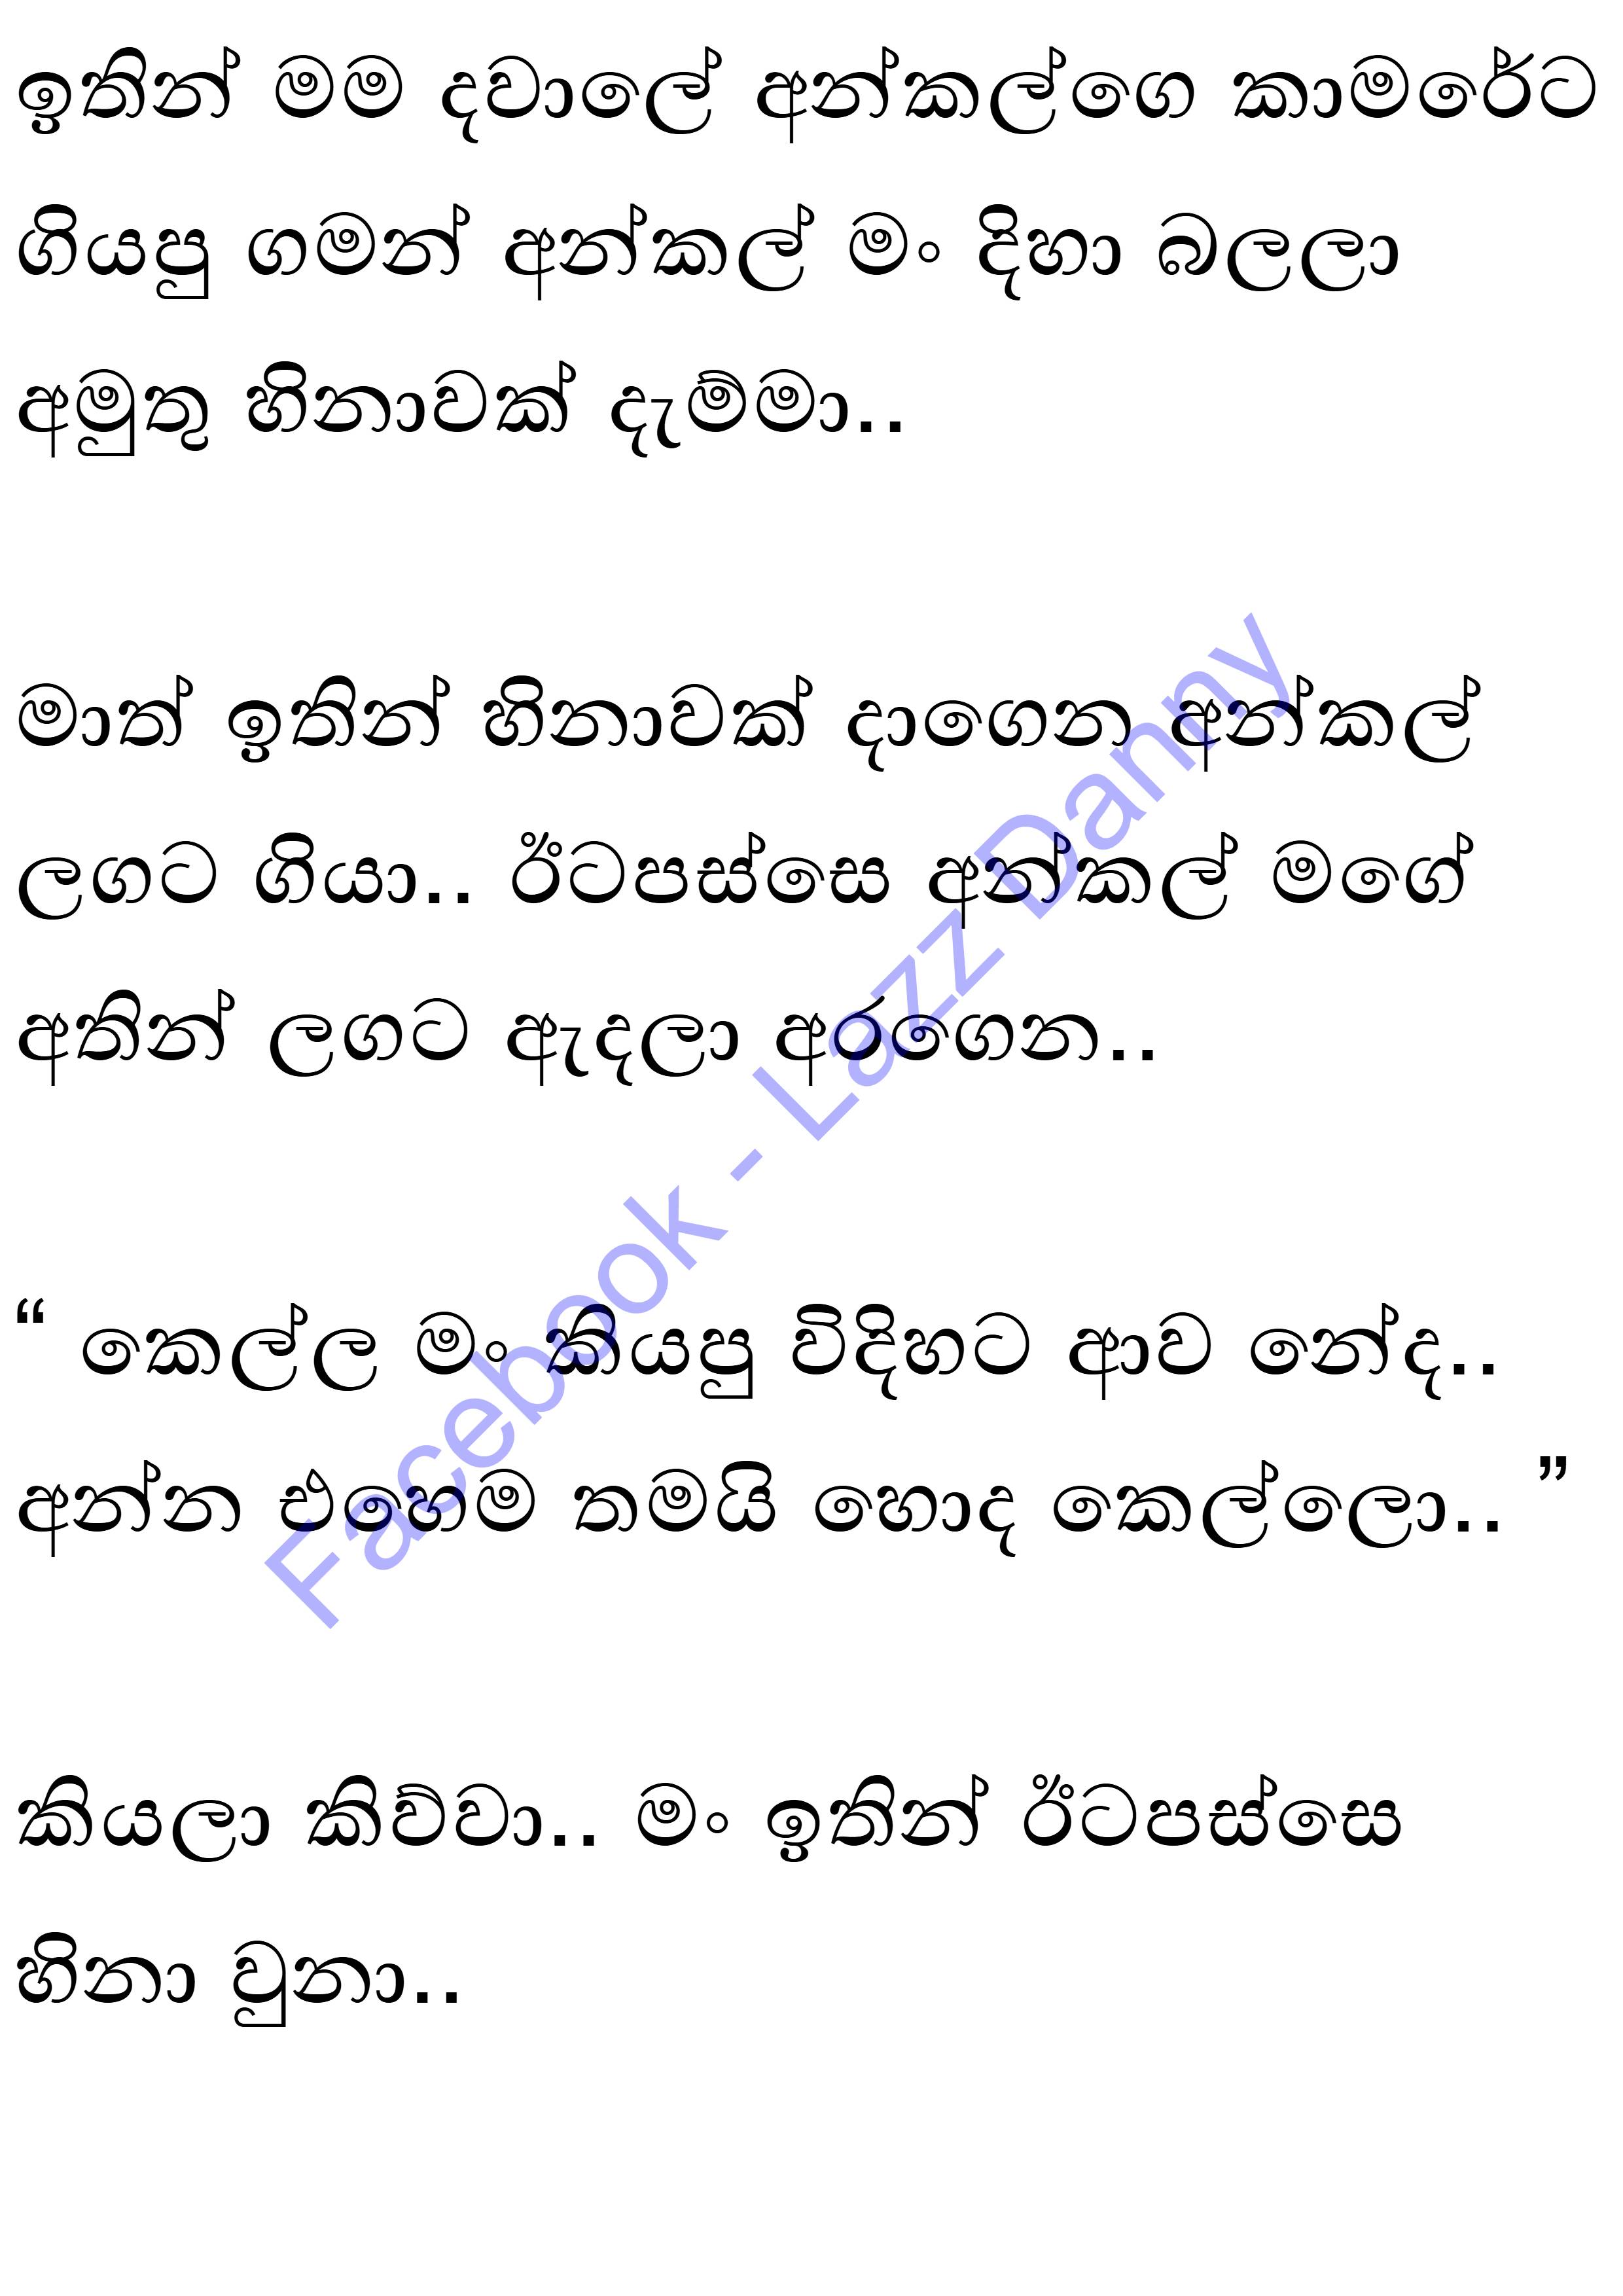 ඉතින් මම දවාලේ අන්කල්ගෙ කාමරේට
ගියපු ගමන් අන්කල් මං දිහා බලලා
අමුතු හිනාවක් දැම්මා..
මාත් ඉතින් හිනාවක් දාගෙන අන්කල්
ලගට ගියා.. ඊටපස්සෙ අන්කල් මගේ
අතින් ලගට ඇදලා අරගෙන..
“ කෙල්ල මං කියපු විදිහට ආව නේද..
අන්න එහෙම තමයි හොද කෙල්ලො.. ”
කියලා කිව්වා.. මං ඉතින් ඊටපස්සෙ
හිනා වුනා..
Facebook - Lazz Danny